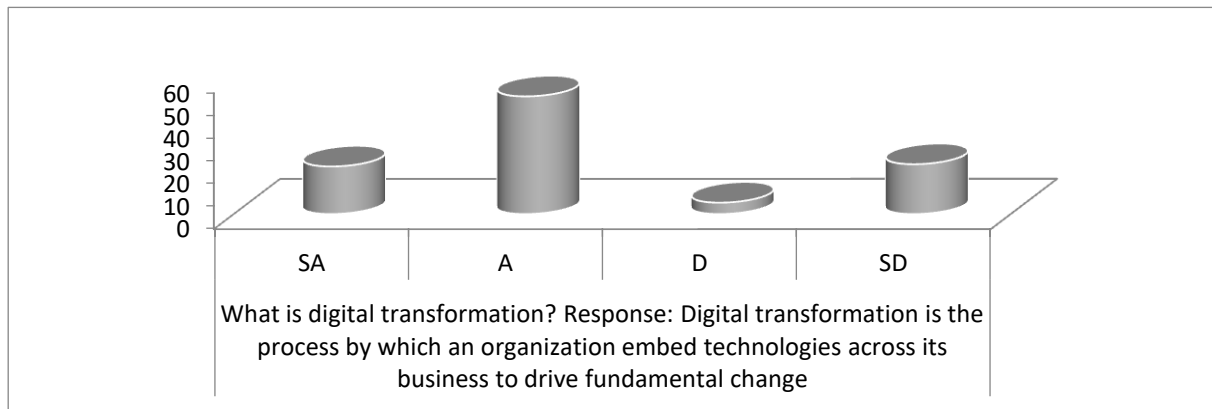 60
50
40
30
20
10
0
SA A D SD
What is digital transformation? Response: Digital transformation is the
process by which an organization embed technologies across its
business to drive fundamental change